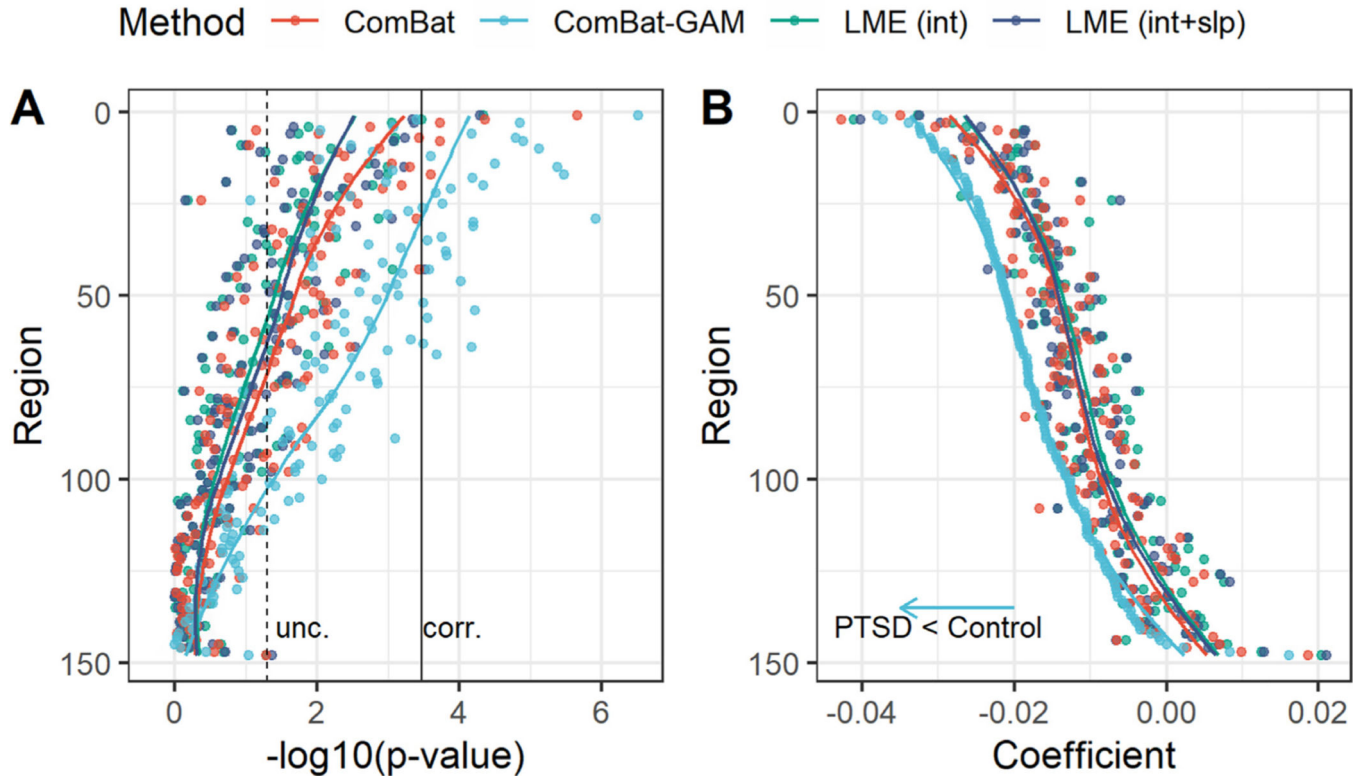 Method ComBat ComBat-GAM LME (int) LME (int+slp)
A
B
Region
0
50
100
150
unc.
corr.
0 2 4 6
-log10(p-value)
Region
0
50
100
150
PTSD < Control
-0.04 -0.02 0.00 0.02
Coefficient